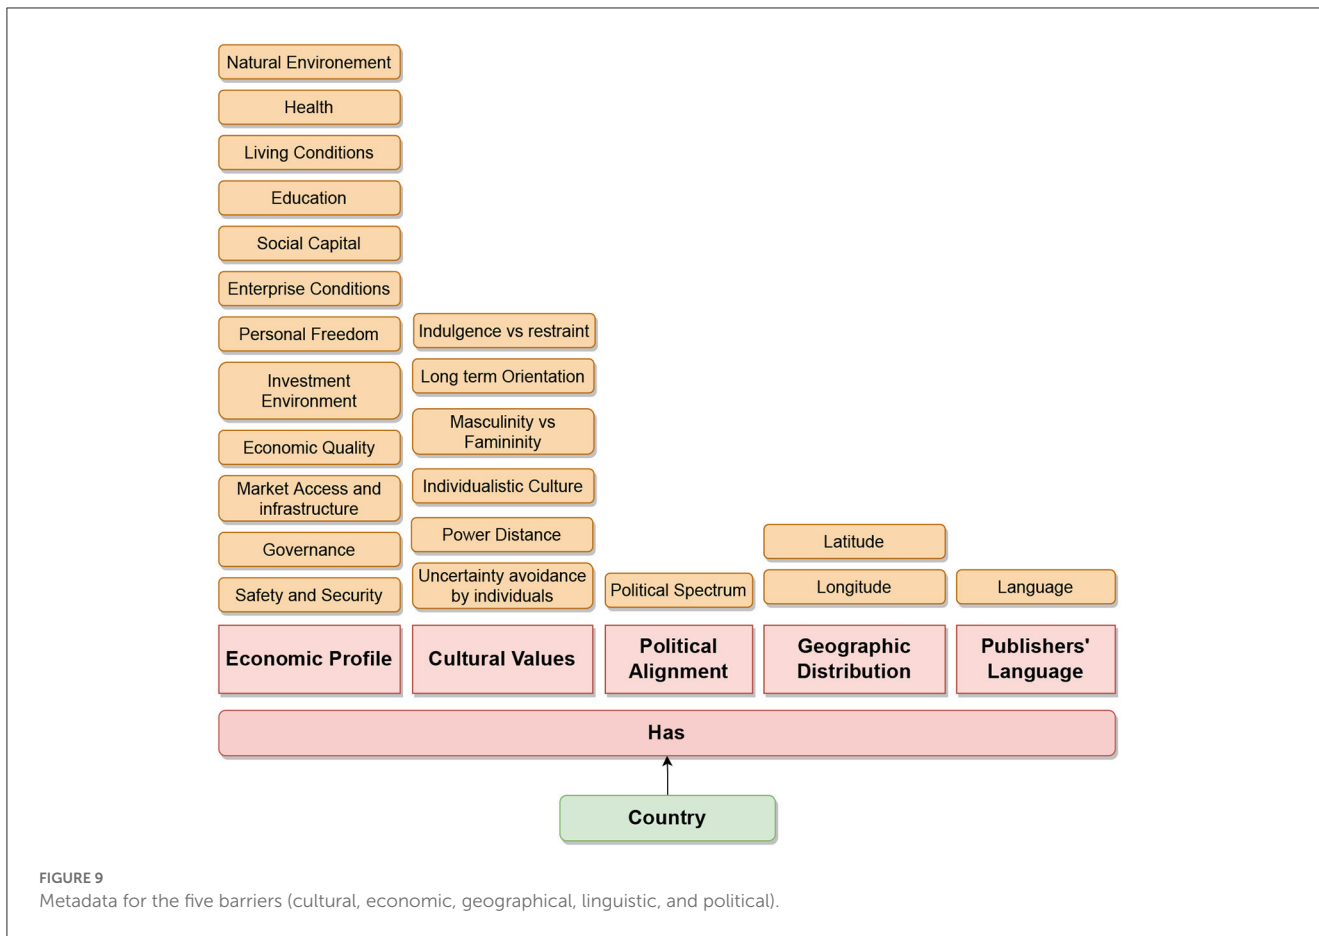 Natural Environement
Health
Living Conditions
Education
Social Capital
Enterprise Conditions
Personal Freedom
Investment
Environment
Economic Quality
Market Access and
infrastructure
Governance
Safety and Security
Indulgence vs restraint
Long term Orientation
Masculinity vs
Famininity
Individualistic Culture
Power Distance
Uncertainty avoidance
by individuals
Political Spectrum
Latitude
Longitude
Language
Economic Profile
Cultural Values
Political
Alignment
Geographic
Distribution
Publishers'
Language
Has
Country
FIGURE 9
Metadata for the five barriers (cultural, economic, geographical, linguistic, and political).